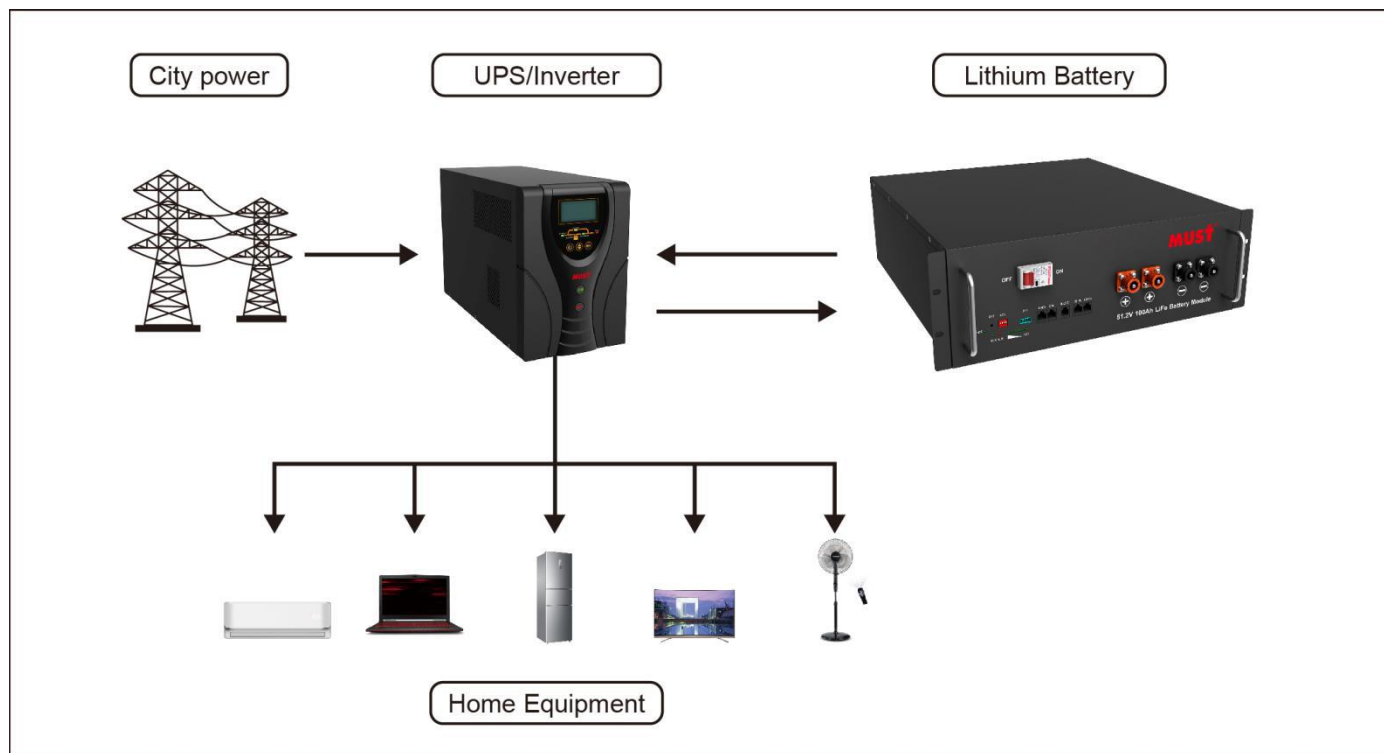 City power
UPS/Inverter
Lithium Battery
MUST
MUST
OFF
ON
51.2V 100Ah LiFe Battery Module
Home Equipment